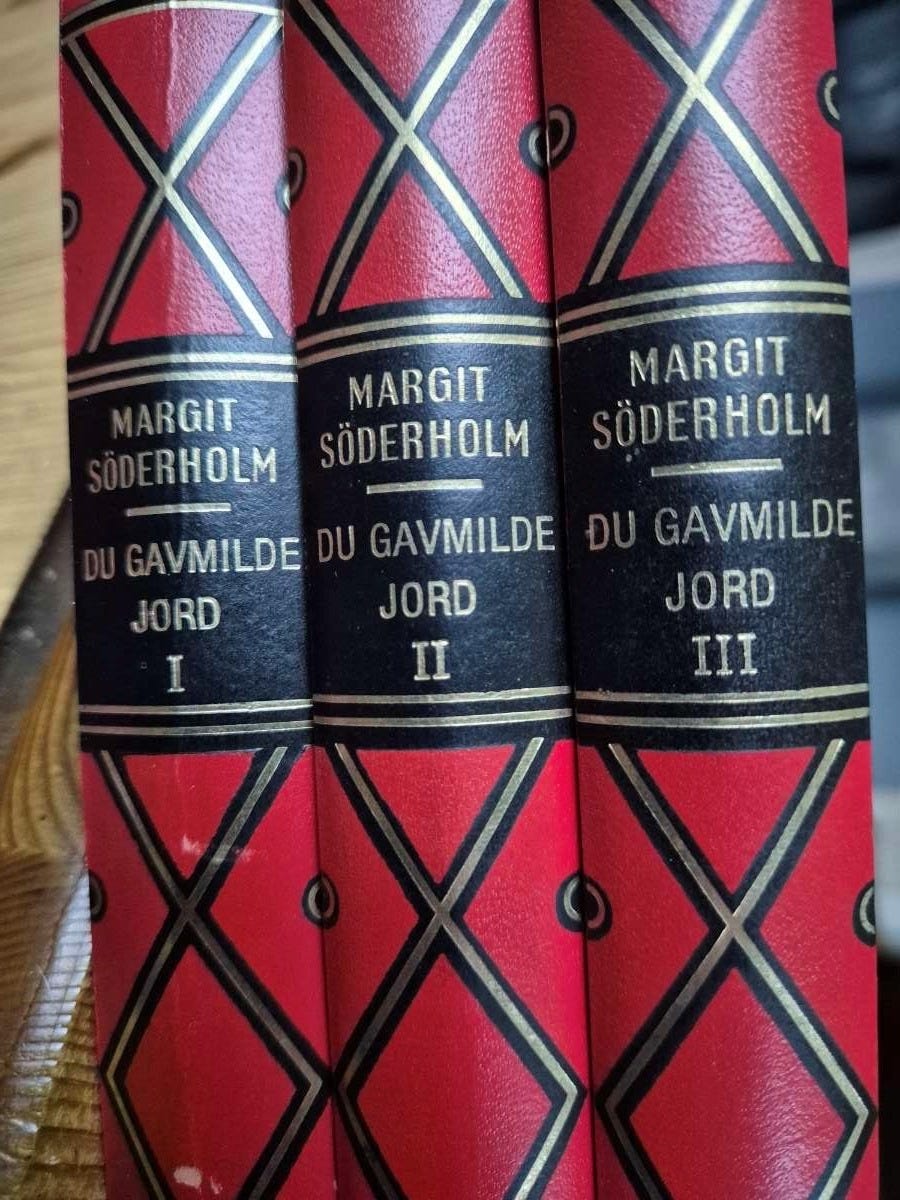 MARGIT
SÖDERHOLM
DU GAVMILDE
JORD
I
MARGIT
SÖDERHOLM
DU GAVMILDE
JORD
II
MARGIT
SÖDERHOLM
DU GAVMILDE
JORD
III